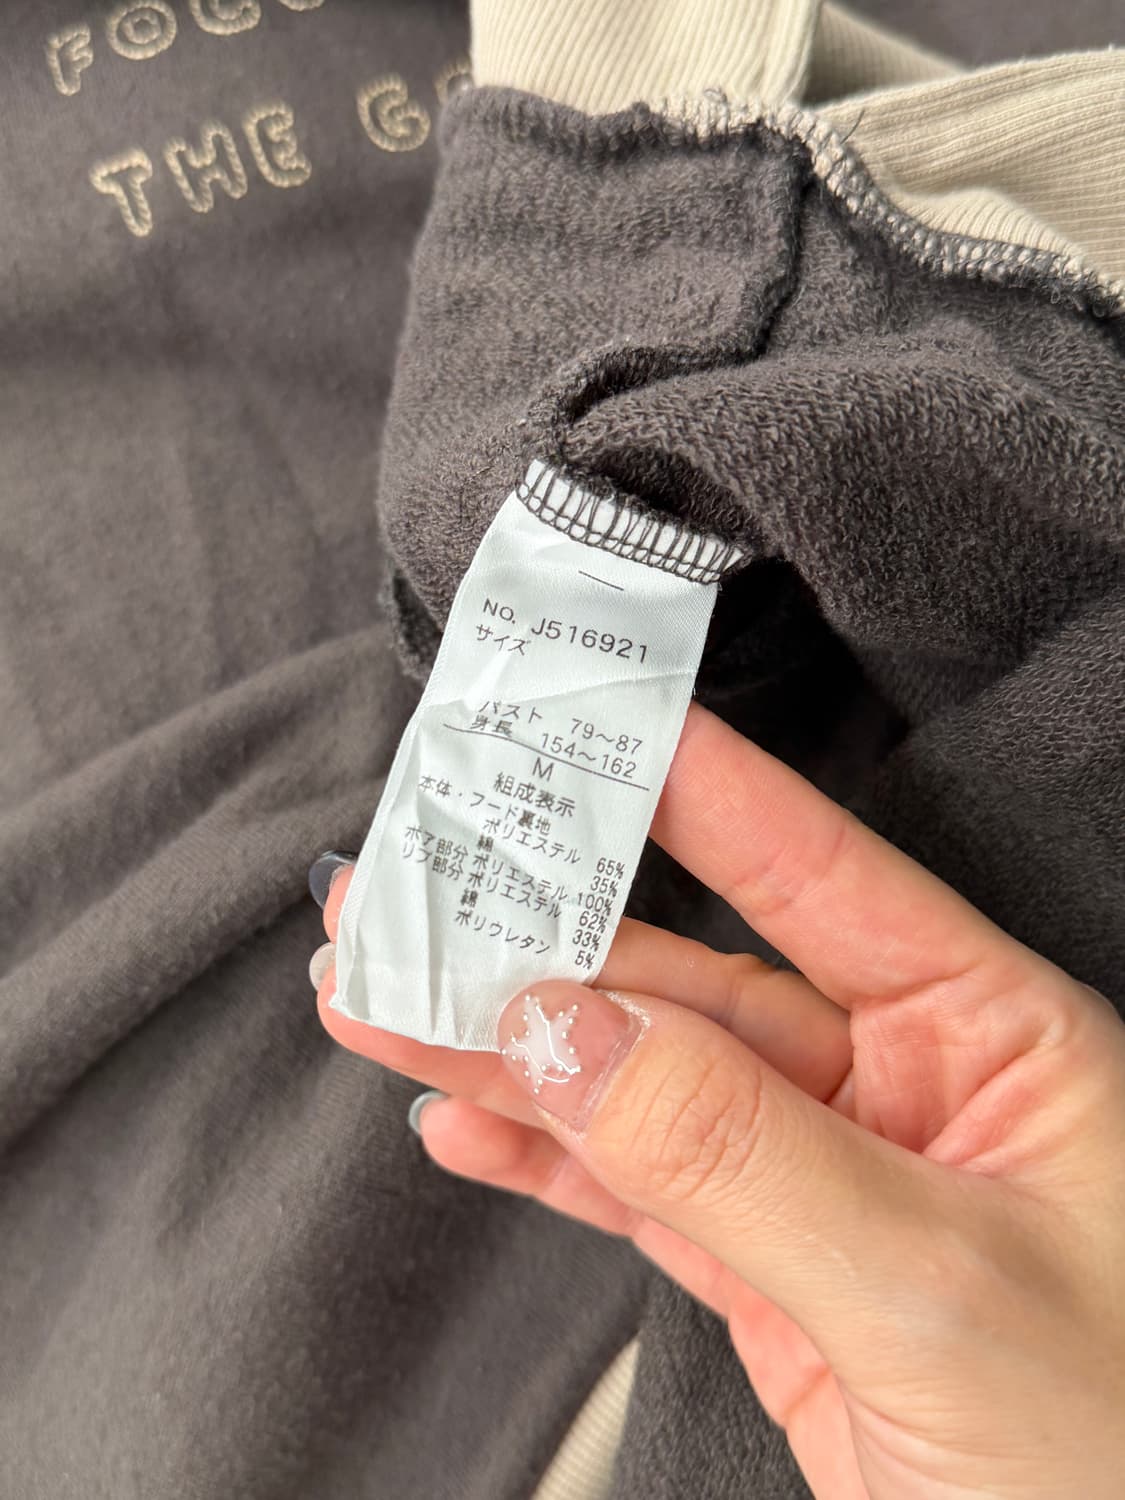 FOC
THE G
NO. J516921
サイズ
バスト 79～87
身長 154～162
M
組成表示
本体・フード裏地
ポリエステル 65%
綿 35%
ボア部分 ポリエステル 100%
リブ部分 ポリエステル 62%
綿 33%
ポリウレタン 5%